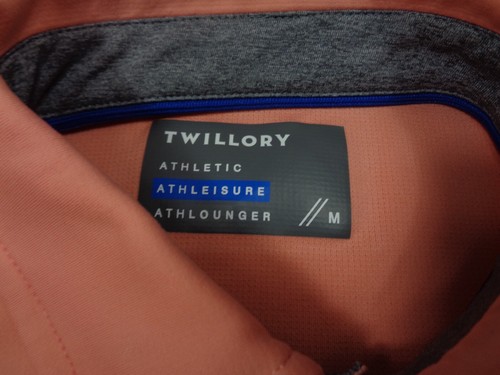 TWILLORY
ATHLETIC
ATHLEISURE
ATHLOUNGER // M